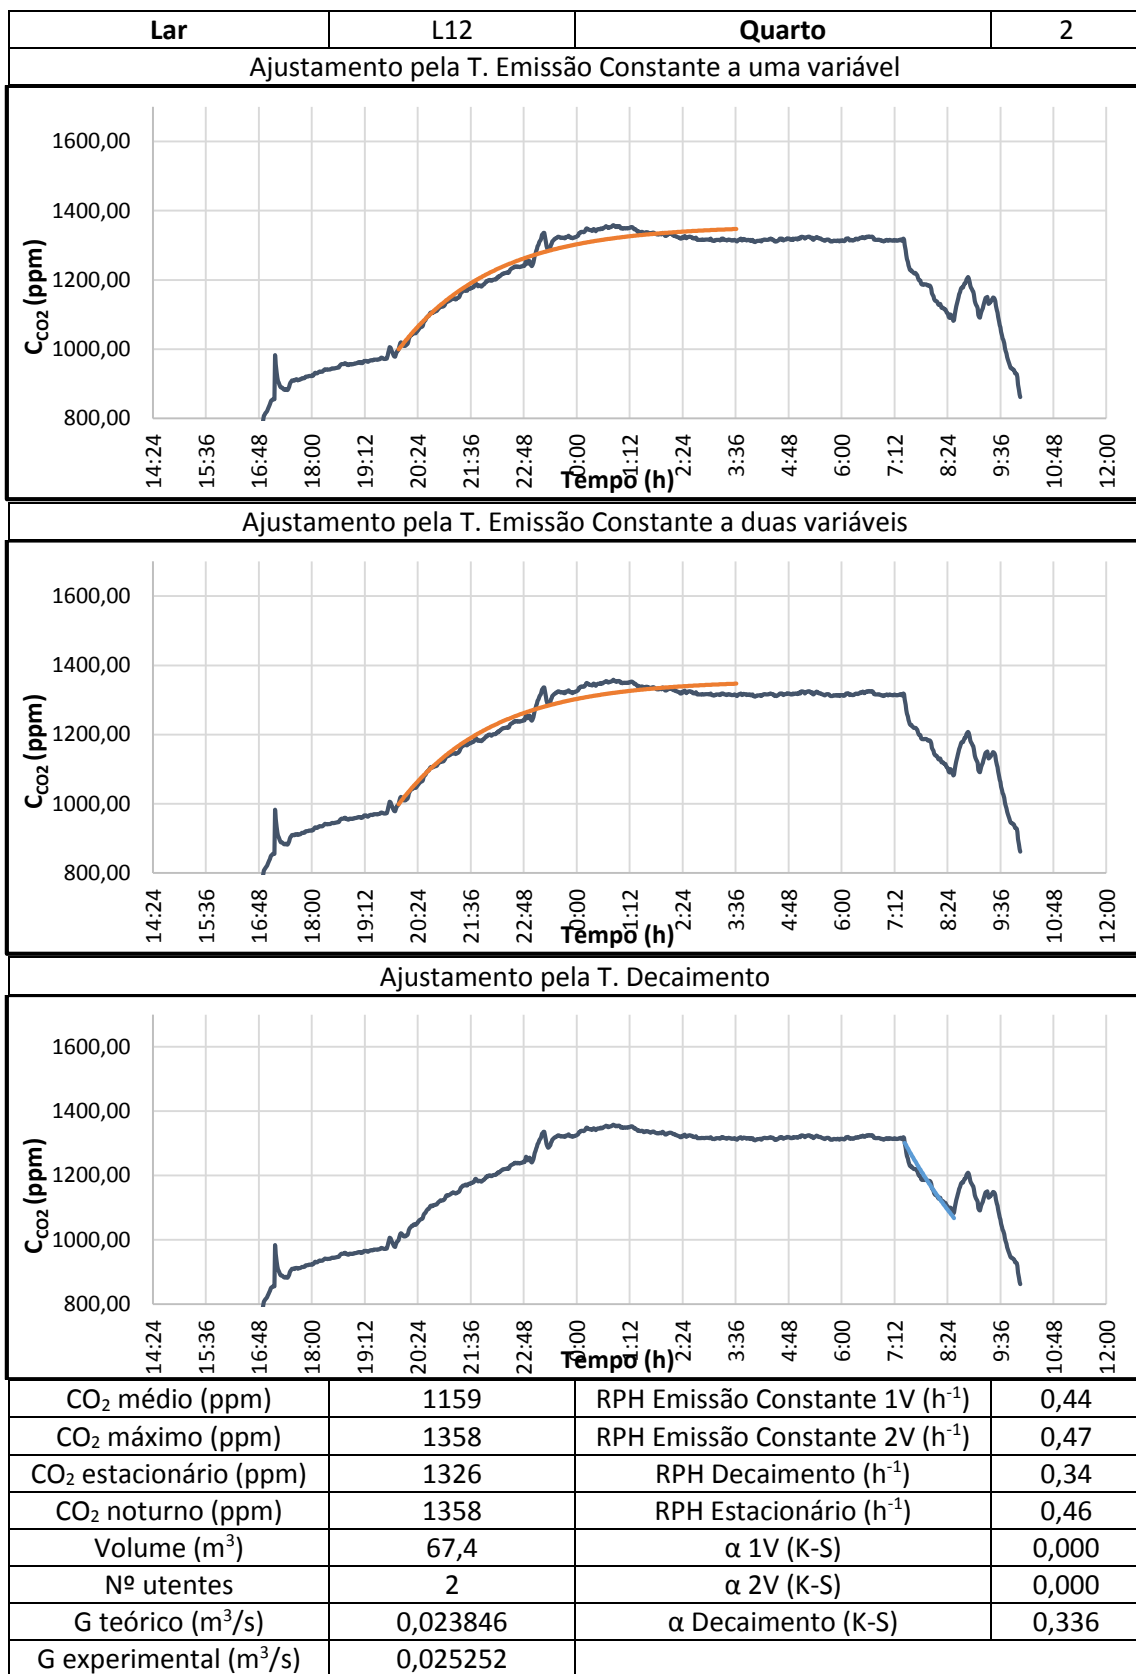 Lar L12 Quarto 2
Ajustamento pela T. Emissão Constante a uma variável
1600,00
1400,00
1200,00
1000,00
800,00
C_CO2 (ppm)
14:24 15:36 16:48 18:00 19:12 20:24 21:36 22:48 0:00 1:12 2:24 3:36 4:48 6:00 7:12 8:24 9:36 10:48 12:00
Tempo (h)
Ajustamento pela T. Emissão Constante a duas variáveis
1600,00
1400,00
1200,00
1000,00
800,00
C_CO2 (ppm)
14:24 15:36 16:48 18:00 19:12 20:24 21:36 22:48 0:00 1:12 2:24 3:36 4:48 6:00 7:12 8:24 9:36 10:48 12:00
Tempo (h)
Ajustamento pela T. Decaimento
1600,00
1400,00
1200,00
1000,00
800,00
C_CO2 (ppm)
14:24 15:36 16:48 18:00 19:12 20:24 21:36 22:48 0:00 1:12 2:24 3:36 4:48 6:00 7:12 8:24 9:36 10:48 12:00
Tempo (h)
CO₂ médio (ppm) 1159 RPH Emissão Constante 1V (h⁻¹) 0,44
CO₂ máximo (ppm) 1358 RPH Emissão Constante 2V (h⁻¹) 0,47
CO₂ estacionário (ppm) 1326 RPH Decaimento (h⁻¹) 0,34
CO₂ noturno (ppm) 1358 RPH Estacionário (h⁻¹) 0,46
Volume (m³) 67,4 α 1V (K-S) 0,000
Nº utentes 2 α 2V (K-S) 0,000
G teórico (m³/s) 0,023846 α Decaimento (K-S) 0,336
G experimental (m³/s) 0,025252